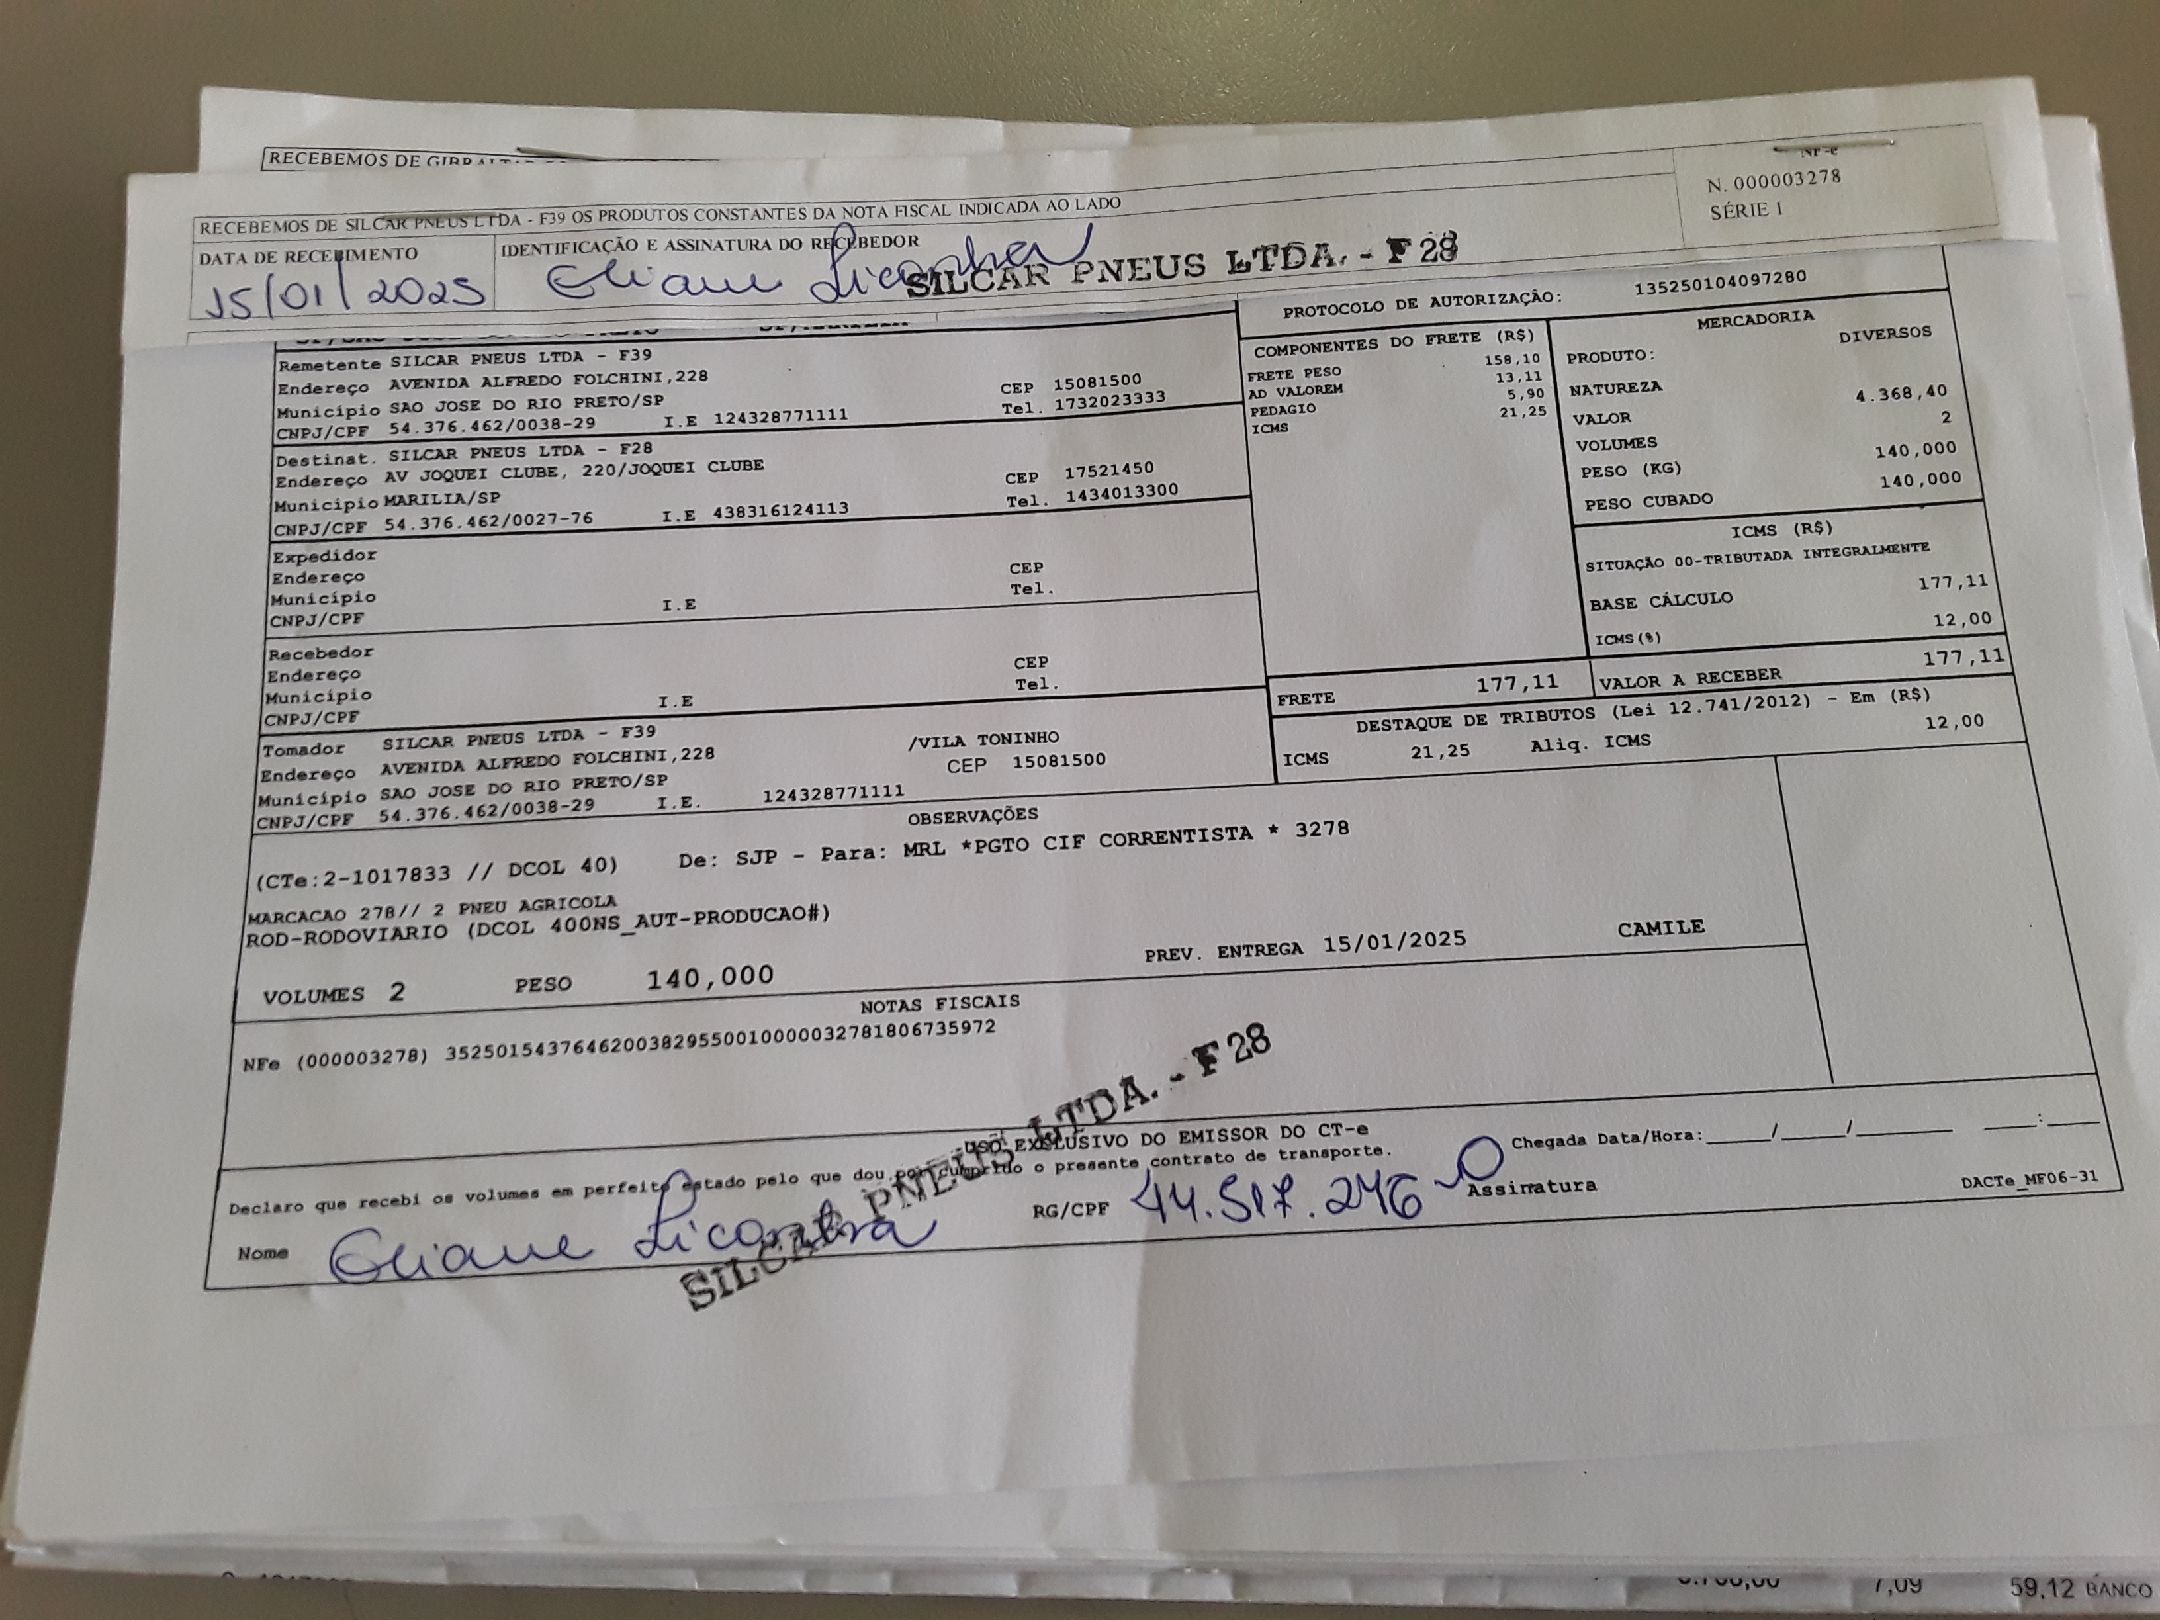 RECEBEMOS DE
RECEBEMOS DE SILCAR PNEUS LTDA - F39 OS PRODUTOS CONSTANTES DA NOTA FISCAL INDICADA AO LADO
NF-e
N. 000003278
SÉRIE 1
DATA DE RECEBIMENTO
IDENTIFICAÇÃO E ASSINATURA DO RECEBEDOR
15/01/2025
Eliane
SILCAR PNEUS LTDA. - F 28
PROTOCOLO DE AUTORIZAÇÃO: 135250104097280
Remetente SILCAR PNEUS LTDA - F39
Endereço AVENIDA ALFREDO FOLCHINI,228 CEP 15081500
Município SAO JOSE DO RIO PRETO/SP Tel. 1732023333
CNPJ/CPF 54.376.462/0038-29 I.E 124328771111
Destinat. SILCAR PNEUS LTDA - F28
Endereço AV JOQUEI CLUBE, 220/JOQUEI CLUBE CEP 17521450
Município MARILIA/SP Tel. 1434013300
CNPJ/CPF 54.376.462/0027-76 I.E 438316124113
Expedidor
Endereço CEP
Município Tel.
CNPJ/CPF I.E
Recebedor
Endereço CEP
Município Tel.
CNPJ/CPF I.E
Tomador SILCAR PNEUS LTDA - F39 /VILA TONINHO
Endereço AVENIDA ALFREDO FOLCHINI,228 CEP 15081500
Município SAO JOSE DO RIO PRETO/SP
CNPJ/CPF 54.376.462/0038-29 I.E. 124328771111
COMPONENTES DO FRETE (R$)
FRETE PESO 158,10
AD VALOREM 13,11
PEDAGIO 5,90
ICMS 21,25
MERCADORIA
PRODUTO: DIVERSOS
NATUREZA
VALOR 4.368,40
VOLUMES 2
PESO (KG) 140,000
PESO CUBADO 140,000
ICMS (R$)
SITUAÇÃO 00-TRIBUTADA INTEGRALMENTE
BASE CÁLCULO 177,11
ICMS(%) 12,00
FRETE 177,11 VALOR A RECEBER 177,11
DESTAQUE DE TRIBUTOS (Lei 12.741/2012) - Em (R$)
ICMS 21,25 Aliq. ICMS 12,00
OBSERVAÇÕES
(CTe:2-1017833 // DCOL 40) De: SJP - Para: MRL *PGTO CIF CORRENTISTA * 3278
MARCACAO 278// 2 PNEU AGRICOLA
ROD-RODOVIARIO (DCOL 400NS_AUT-PRODUCAO#)
VOLUMES 2 PESO 140,000 PREV. ENTREGA 15/01/2025 CAMILE
NOTAS FISCAIS
NFe (000003278) 35250154376462003829550010000032781806735972
USO EXCLUSIVO DO EMISSOR DO CT-e
Declaro que recebi os volumes em perfeito estado pelo que dou por cumprido o presente contrato de transporte.
Chegada Data/Hora:_____/_____/________ ____:____
Nome Eliane
RG/CPF 44.517.246-0
Assinatura
DACTe_MF06-31
SILCAR PNEUS LTDA. - F 28
7,09
59,12 BANCO